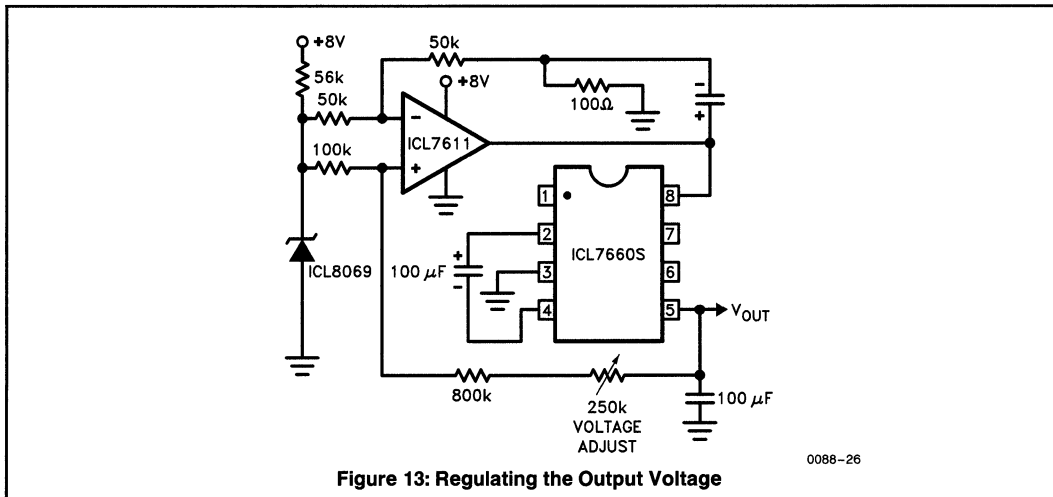 +8V
56k
50k
100k
ICL8069
50k
+8V
ICL7611
100Ω
-
+
-
+
ICL7660S
1
2
3
4
8
7
6
5
+
100 μF
-
VOUT
800k
250k
VOLTAGE
ADJUST
100 μF
0088-26
Figure 13: Regulating the Output Voltage